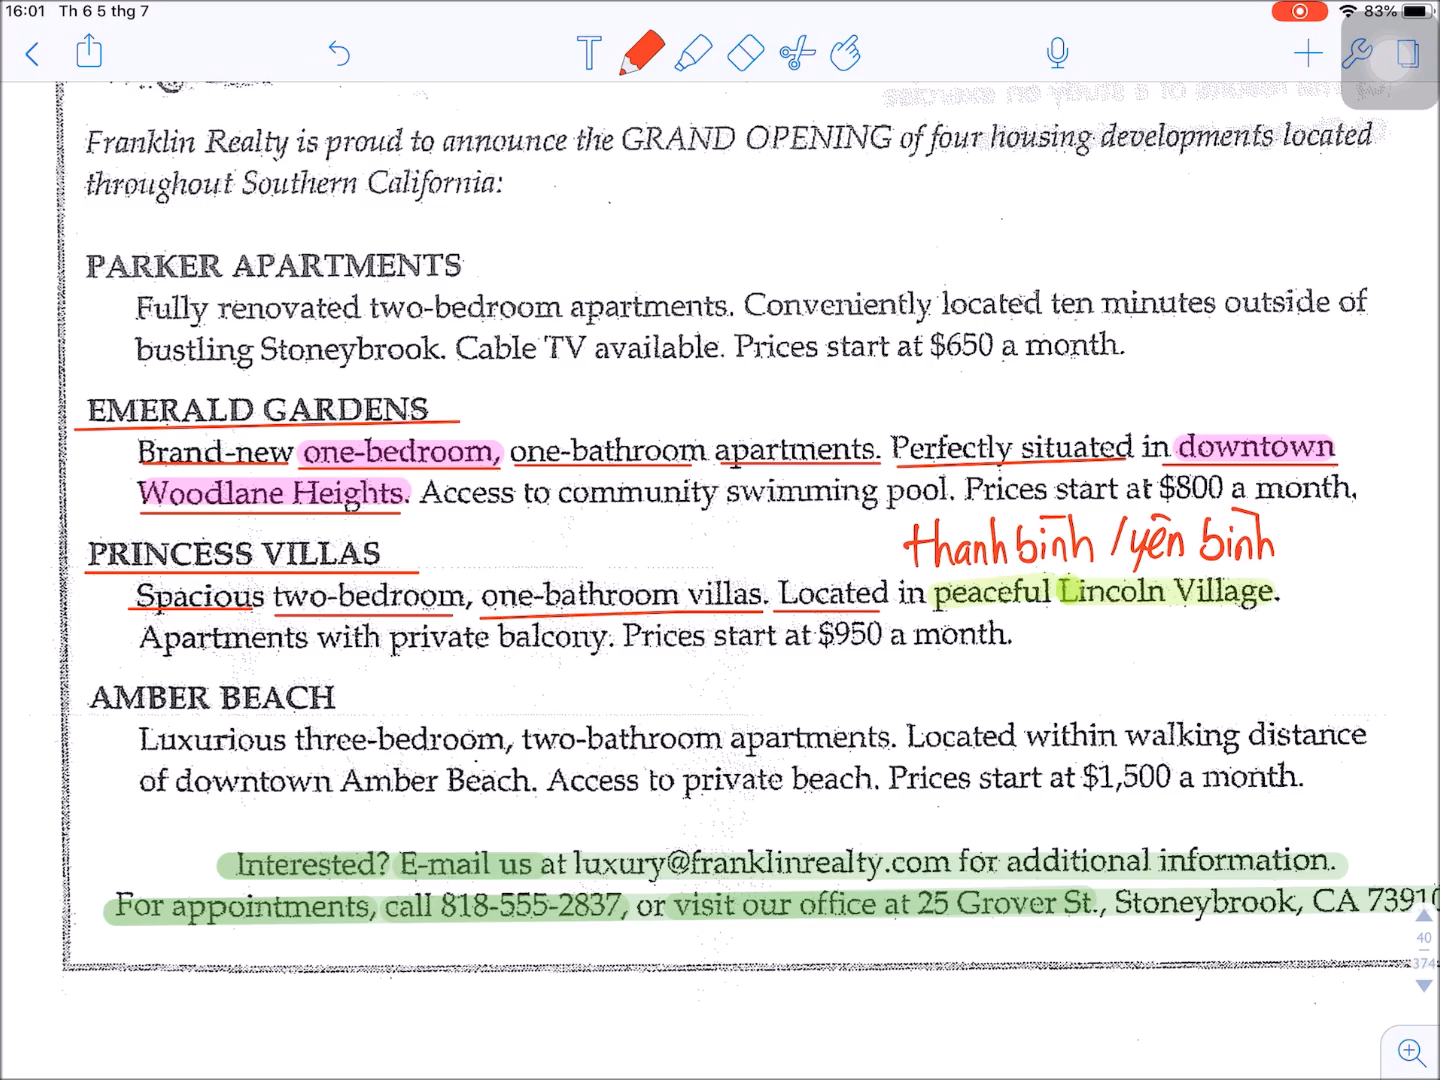 16:01 Th 6 5 thg 7
83%
T
Franklin Realty is proud to announce the GRAND OPENING of four housing developments located
throughout Southern California:
PARKER APARTMENTS
Fully renovated two-bedroom apartments. Conveniently located ten minutes outside of
bustling Stoneybrook. Cable TV available. Prices start at $650 a month.
EMERALD GARDENS
Brand-new one-bedroom, one-bathroom apartments. Perfectly situated in downtown
Woodlane Heights. Access to community swimming pool. Prices start at $800 a month.
thanh bình / yên bình
PRINCESS VILLAS
Spacious two-bedroom, one-bathroom villas. Located in peaceful Lincoln Village.
Apartments with private balcony. Prices start at $950 a month.
AMBER BEACH
Luxurious three-bedroom, two-bathroom apartments. Located within walking distance
of downtown Amber Beach. Access to private beach. Prices start at $1,500 a month.
Interested? E-mail us at luxury@franklinrealty.com for additional information.
For appointments, call 818-555-2837, or visit our office at 25 Grover St., Stoneybrook, CA 73910
40
374